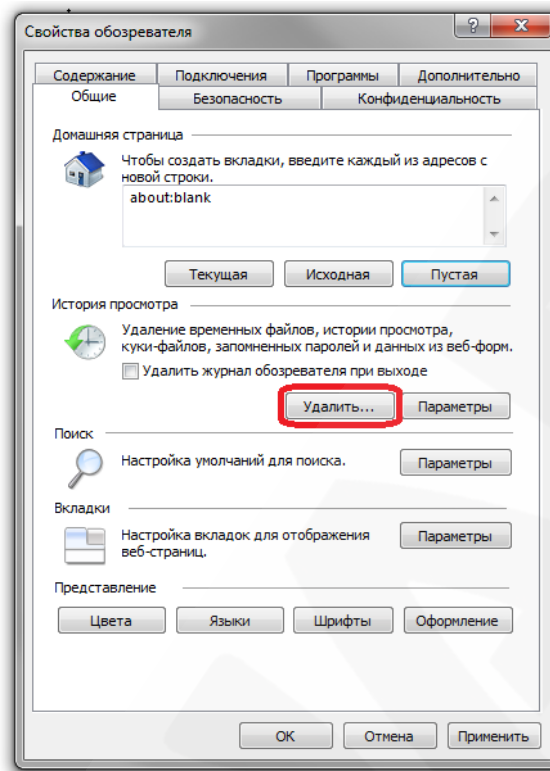 Свойства обозревателя
Содержание Подключения Программы Дополнительно
Общие Безопасность Конфиденциальность
Домашняя страница
Чтобы создать вкладки, введите каждый из адресов с
новой строки.
about:blank
Текущая Исходная Пустая
История просмотра
Удаление временных файлов, истории просмотра,
куки-файлов, запомненных паролей и данных из веб-форм.
Удалить журнал обозревателя при выходе
Удалить... Параметры
Поиск
Настройка умолчаний для поиска. Параметры
Вкладки
Настройка вкладок для отображения
веб-страниц. Параметры
Представление
Цвета Языки Шрифты Оформление
ОК Отмена Применить